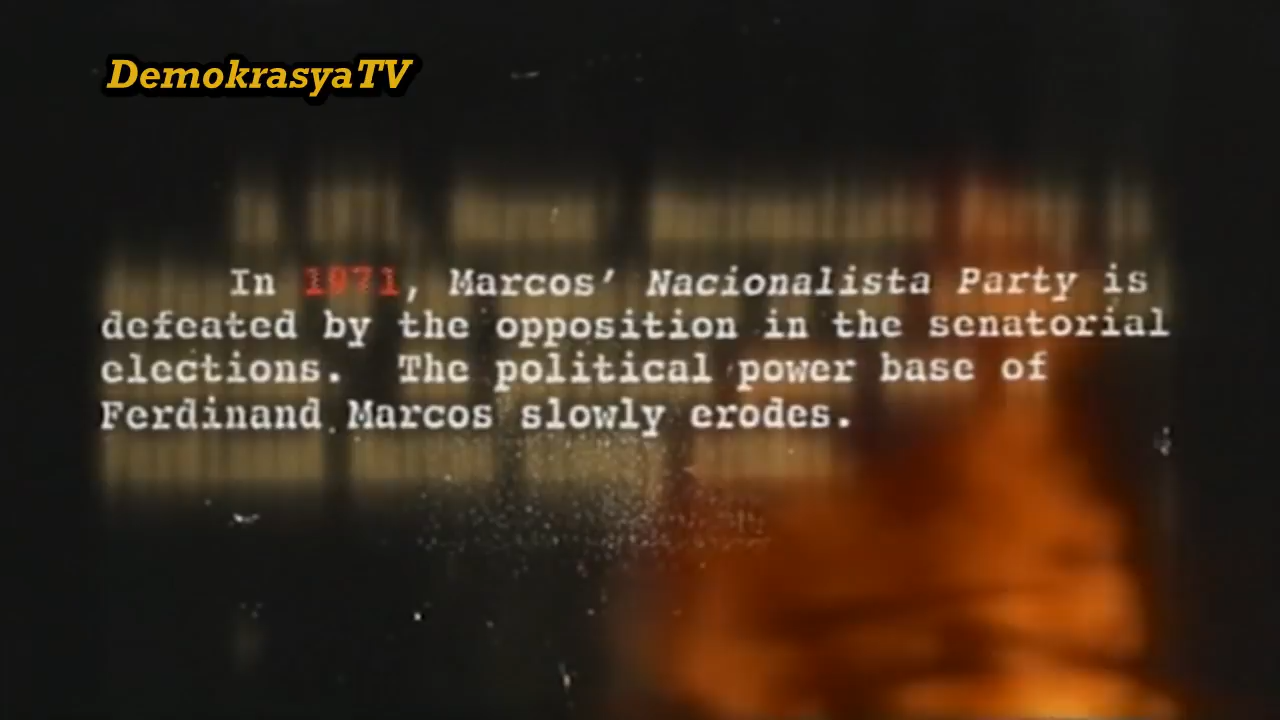 DemokrasyaTV
In 1971, Marcos’ Nacionalista Party is
defeated by the opposition in the senatorial
elections. The political power base of
Ferdinand Marcos slowly erodes.